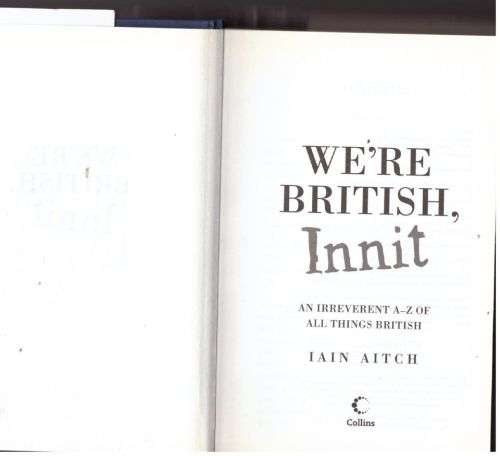 WE'RE
BRITISH,
Innit
AN IRREVERENT A–Z OF
ALL THINGS BRITISH
IAIN AITCH
Collins